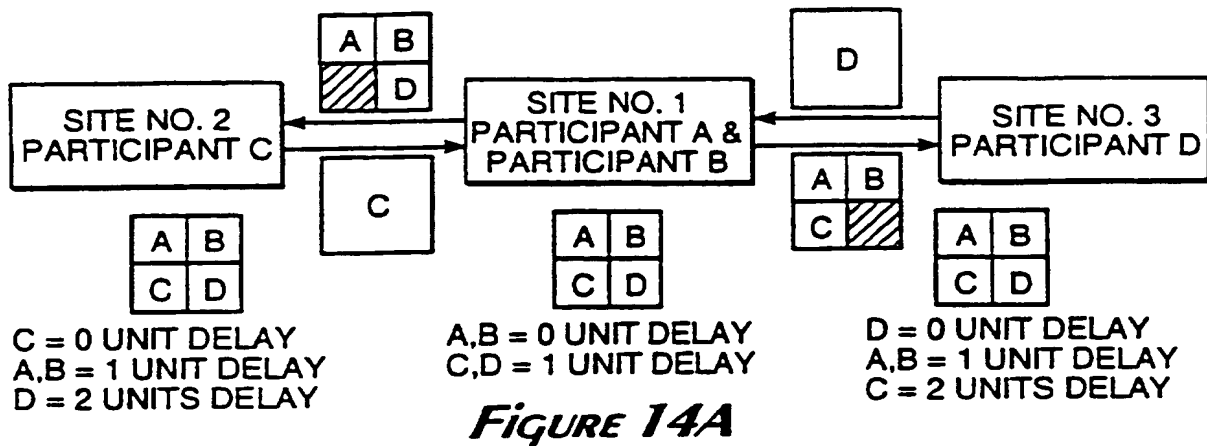 A B
D
D
SITE NO. 2
PARTICIPANT C
SITE NO. 1
PARTICIPANT A &
PARTICIPANT B
SITE NO. 3
PARTICIPANT D
C
A B
C
A B
C D
C = 0 UNIT DELAY
A,B = 1 UNIT DELAY
D = 2 UNITS DELAY
A B
C D
A,B = 0 UNIT DELAY
C,D = 1 UNIT DELAY
A B
C D
D = 0 UNIT DELAY
A,B = 1 UNIT DELAY
C = 2 UNITS DELAY
FIGURE 14A